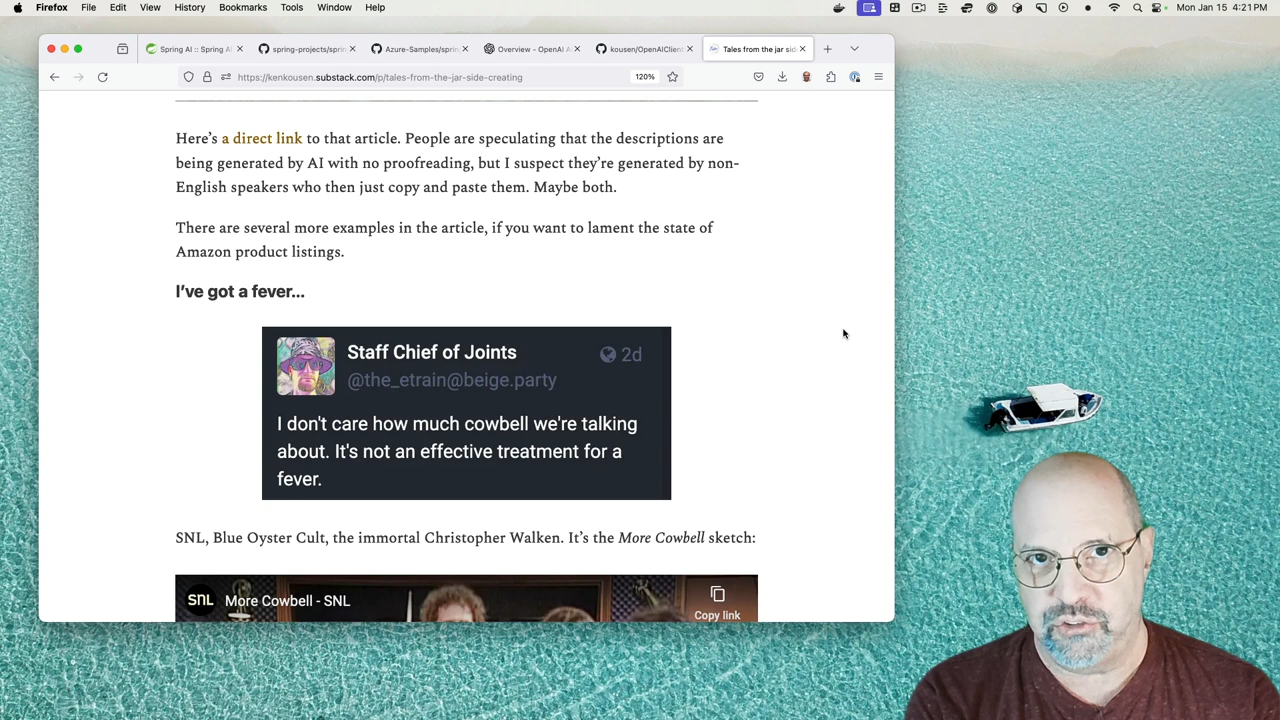 Firefox File Edit View History Bookmarks Tools Window Help Mon Jan 15 4:21 PM
Spring AI :: Spring AI spring-projects/sprin Azure-Samples/spring Overview - OpenAI A kousen/OpenAIClient Tales from the jar sid
https://kenkousen.substack.com/p/tales-from-the-jar-side-creating 120%
Here's a direct link to that article. People are speculating that the descriptions are
being generated by AI with no proofreading, but I suspect they're generated by non-
English speakers who then just copy and paste them. Maybe both.
There are several more examples in the article, if you want to lament the state of
Amazon product listings.
I've got a fever...
Staff Chief of Joints 2d
@the_etrain@beige.party
I don't care how much cowbell we're talking
about. It's not an effective treatment for a
fever.
SNL, Blue Oyster Cult, the immortal Christopher Walken. It's the More Cowbell sketch:
SNL More Cowbell - SNL
Copy link